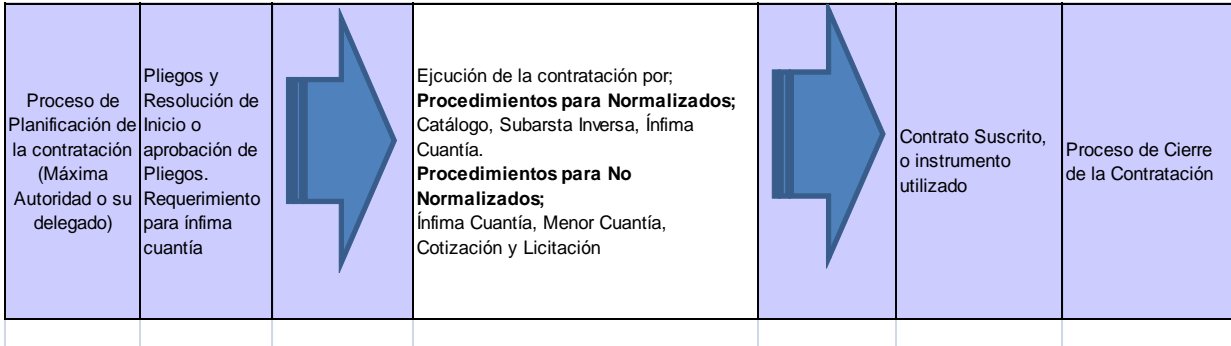 Proceso de
Planificación de
la contratación
(Máxima
Autoridad o su
delegado)
Pliegos y
Resolución de
Inicio o
aprobación de
Pliegos.
Requerimiento
para ínfima
cuantía
Ejcución de la contratación por;
Procedimientos para Normalizados;
Catálogo, Subarsta Inversa, Ínfima
Cuantía.
Procedimientos para No
Normalizados;
Ínfima Cuantía, Menor Cuantía,
Cotización y Licitación
Contrato Suscrito,
o instrumento
utilizado
Proceso de Cierre
de la Contratación